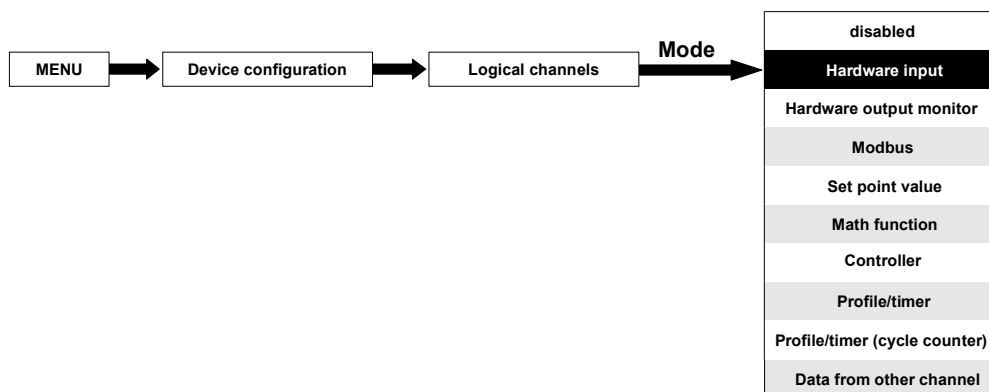 MENU
Device configuration
Logical channels
Mode
disabled
Hardware input
Hardware output monitor
Modbus
Set point value
Math function
Controller
Profile/timer
Profile/timer (cycle counter)
Data from other channel